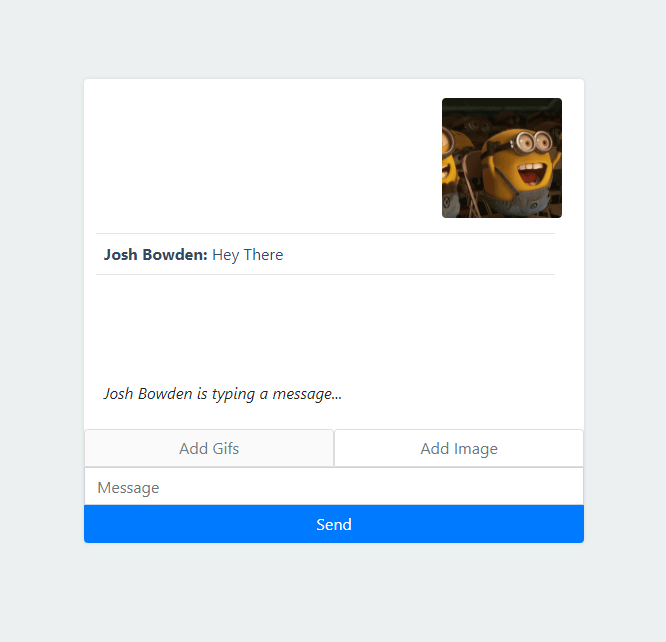 Josh Bowden: Hey There
Josh Bowden is typing a message...
Add Gifs
Add Image
Message
Send